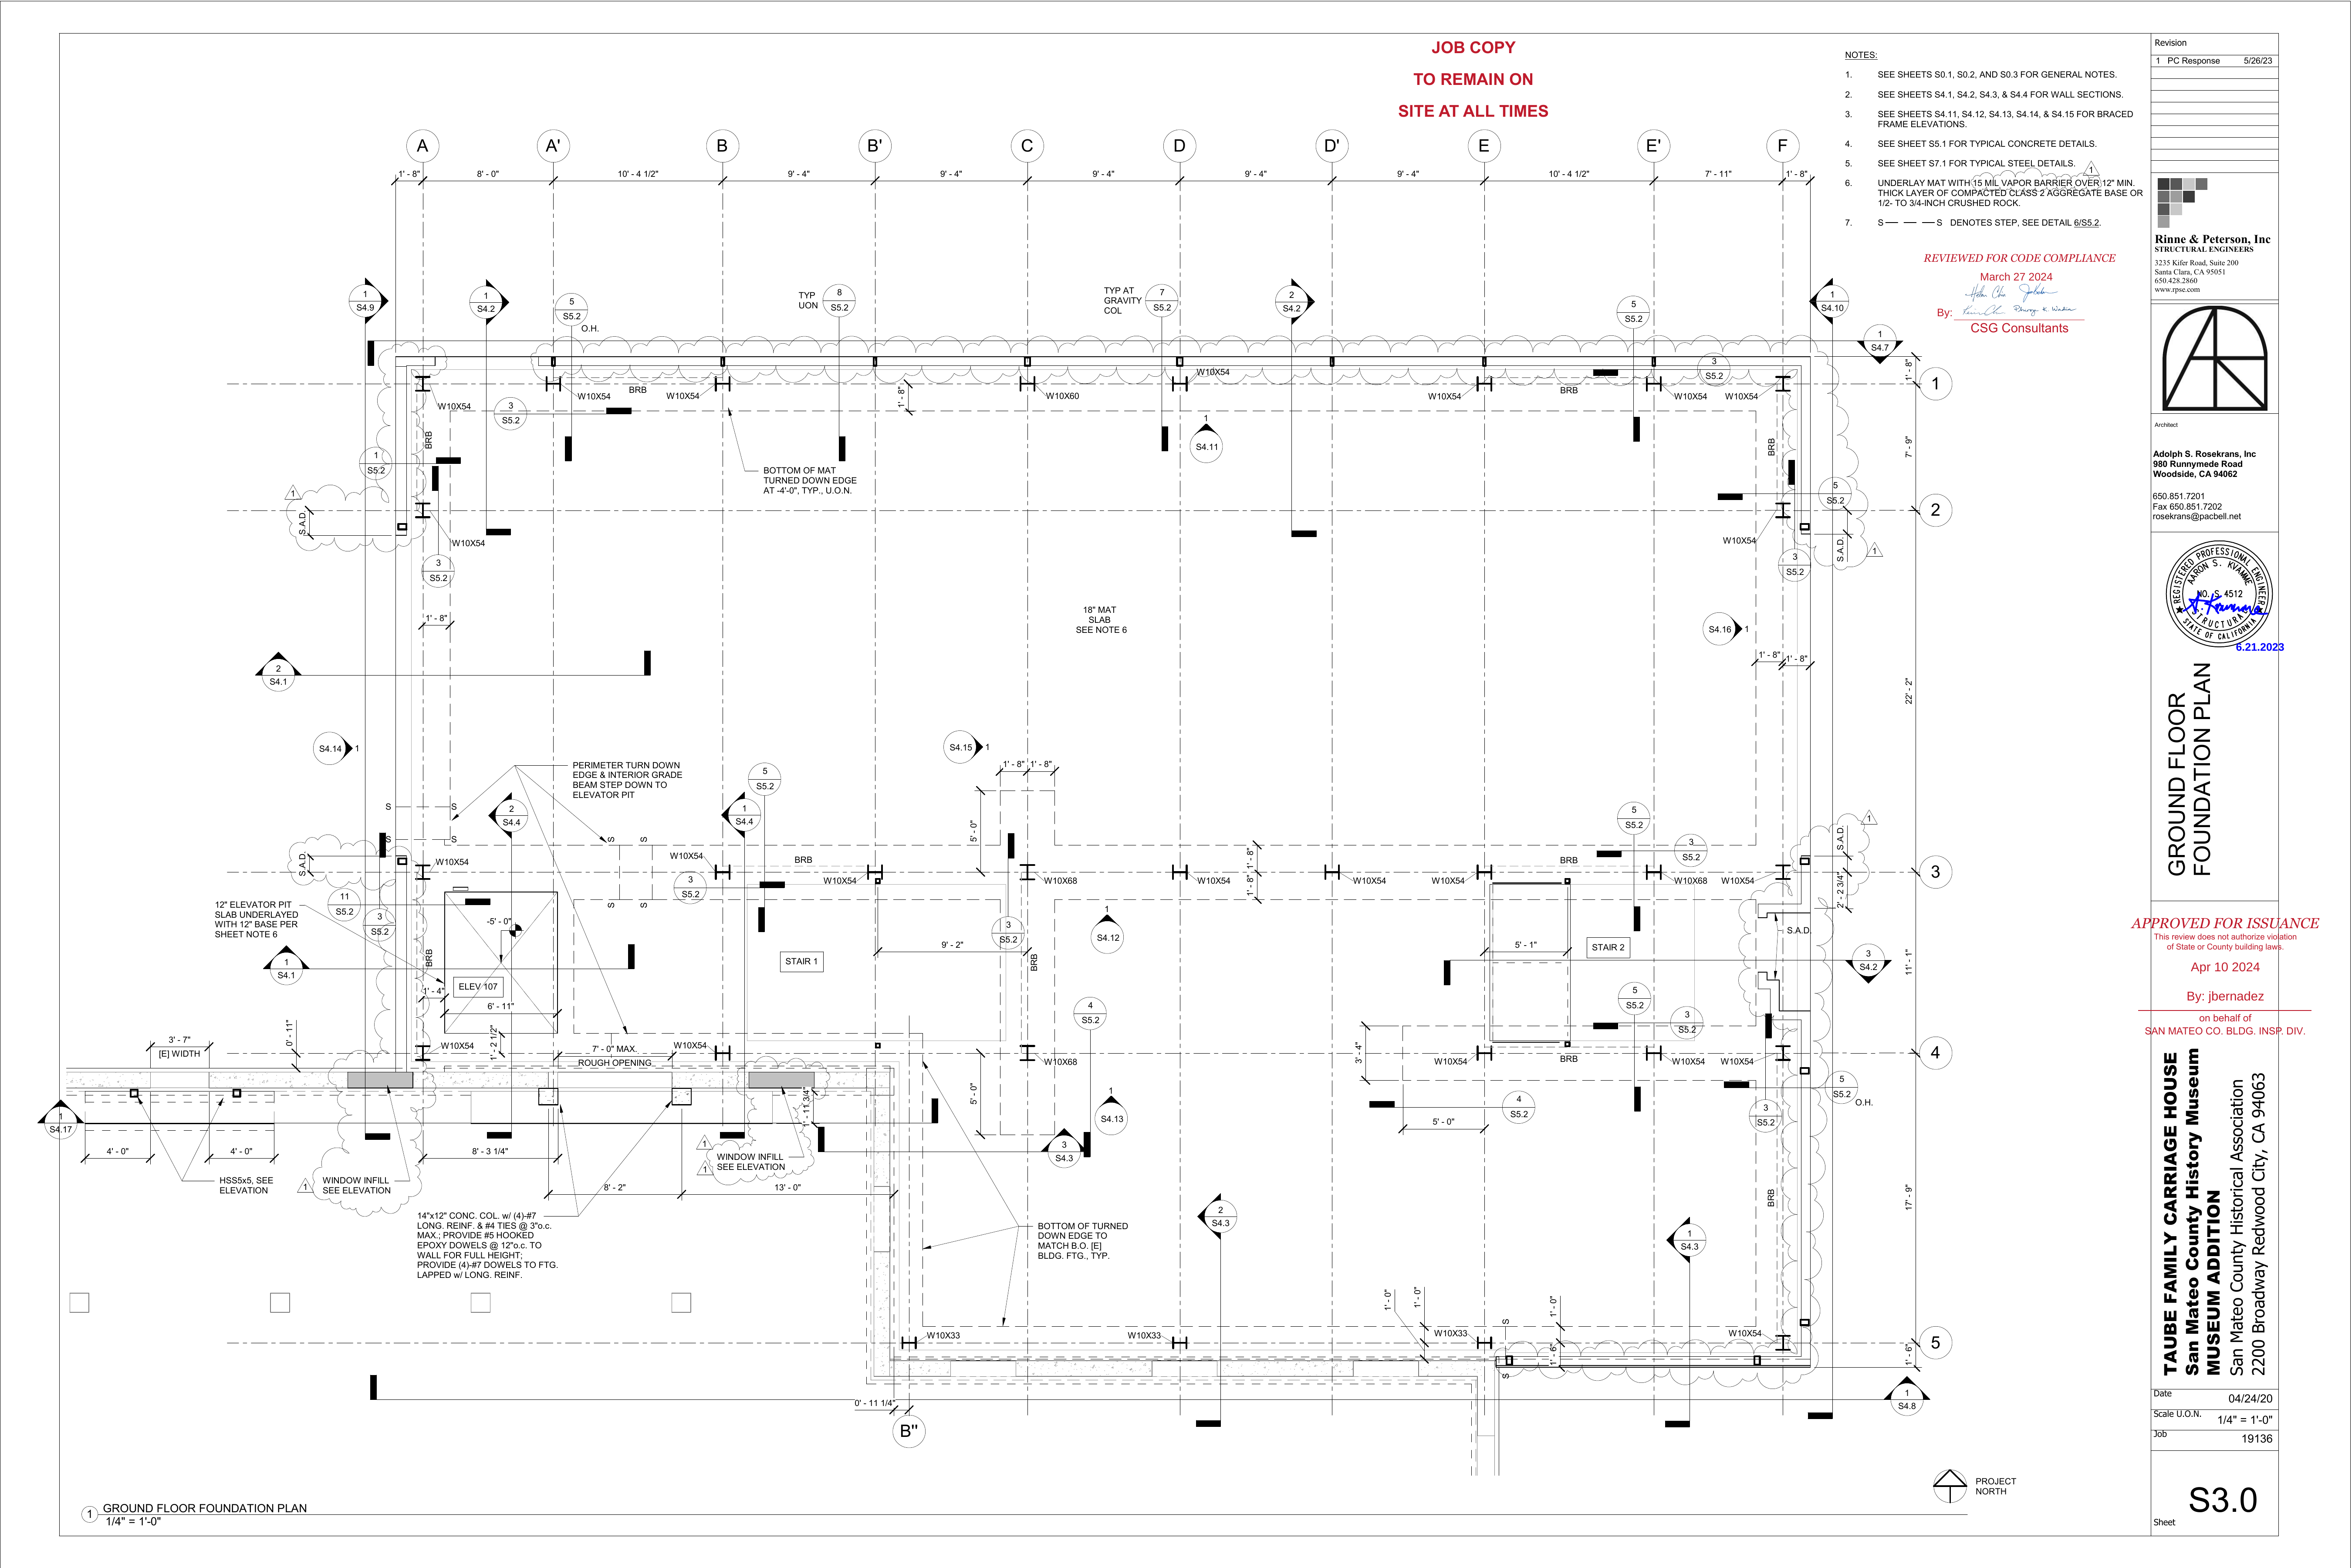 JOB COPY
TO REMAIN ON
SITE AT ALL TIMES
NOTES:
1. SEE SHEETS S0.1, S0.2, AND S0.3 FOR GENERAL NOTES.
2. SEE SHEETS S4.1, S4.2, S4.3, & S4.4 FOR WALL SECTIONS.
3. SEE SHEETS S4.11, S4.12, S4.13, S4.14, & S4.15 FOR BRACED
FRAME ELEVATIONS.
4. SEE SHEET S5.1 FOR TYPICAL CONCRETE DETAILS.
5. SEE SHEET S7.1 FOR TYPICAL STEEL DETAILS.
1
6. UNDERLAY MAT WITH 15 MIL VAPOR BARRIER OVER 12" MIN.
THICK LAYER OF COMPACTED CLASS 2 AGGREGATE BASE OR
1/2- TO 3/4-INCH CRUSHED ROCK.
7. S — — — S DENOTES STEP, SEE DETAIL 6/S5.2.
REVIEWED FOR CODE COMPLIANCE
March 27 2024
By:
CSG Consultants
A A' B B' C D D' E E' F
1' - 8" 8' - 0" 10' - 4 1/2" 9' - 4" 9' - 4" 9' - 4" 9' - 4" 9' - 4" 10' - 4 1/2" 7' - 11" 1' - 8"
1 S4.9
1 S4.2
5 S5.2 O.H.
TYP
UON
8 S5.2
TYP AT
GRAVITY
COL
7 S5.2
2 S4.2
5 S5.2
1 S4.10
1 S4.7
3 S5.2
1' - 8"
1
W10X54
W10X54 BRB W10X54
1' - 8"
W10X60
W10X54
W10X54 BRB W10X54 W10X54
3 S5.2
1 S5.2
BRB
1 S4.11
BRB
7' - 9"
BOTTOM OF MAT
TURNED DOWN EDGE
AT -4'-0", TYP., U.O.N.
1
S.A.D.
W10X54
3 S5.2
5 S5.2
2
W10X54
S.A.D.
1
3 S5.2
18" MAT
SLAB
SEE NOTE 6
1' - 8"
S4.16 1
1' - 8" 1' - 8"
2 S4.1
22' - 2"
S4.14 1
S4.15 1
PERIMETER TURN DOWN
EDGE & INTERIOR GRADE
BEAM STEP DOWN TO
ELEVATOR PIT
5 S5.2
1' - 8" 1' - 8"
S S
S S
2 S4.4
1 S4.4
S S
S S
5' - 0"
5 S5.2
3 S5.2
1
S.A.D.
S.A.D.
W10X54 W10X54 BRB W10X54 W10X68 W10X54 W10X54 W10X54 BRB W10X68 W10X54
1' - 8"
1' - 8"
3
2' - 2 3/4"
3 S5.2
11 S5.2
3 S5.2
12" ELEVATOR PIT
SLAB UNDERLAYED
WITH 12" BASE PER
SHEET NOTE 6
-5' - 0"
BRB
1 S4.1
ELEV 107
1' - 4"
6' - 11"
1' - 2 1/2"
STAIR 1
9' - 2"
3 S5.2
BRB
1 S4.12
5' - 1"
STAIR 2
S.A.D.
3 S4.2
11' - 1"
4 S5.2
5 S5.2
3 S5.2
3' - 7"
[E] WIDTH
0' - 11"
W10X54
7' - 0" MAX.
ROUGH OPENING
W10X54
W10X68
3' - 4"
W10X54 BRB W10X54 W10X54
4
1 S4.17
4' - 0" 4' - 0"
HSS5x5, SEE
ELEVATION
1
WINDOW INFILL
SEE ELEVATION
8' - 3 1/4"
8' - 2"
13' - 0"
1
1
WINDOW INFILL
SEE ELEVATION
1' - 11 3/4"
5' - 0"
1 S4.13
3 S4.3
4 S5.2
5' - 0"
5 S5.2 O.H.
3 S5.2
14"x12" CONC. COL. w/ (4)-#7
LONG. REINF. & #4 TIES @ 3"o.c.
MAX.; PROVIDE #5 HOOKED
EPOXY DOWELS @ 12"o.c. TO
WALL FOR FULL HEIGHT;
PROVIDE (4)-#7 DOWELS TO FTG.
LAPPED w/ LONG. REINF.
BOTTOM OF TURNED
DOWN EDGE TO
MATCH B.O. [E]
BLDG. FTG., TYP.
2 S4.3
1 S4.3
BRB
17' - 9"
1' - 0" 1' - 0" 1' - 0"
W10X33 W10X33 W10X33 W10X54
S
S
1' - 6"
1' - 6"
5
0' - 11 1/4"
B"
1 S4.8
PROJECT
NORTH
1 GROUND FLOOR FOUNDATION PLAN
1/4" = 1'-0"
Revision
1 PC Response 5/26/23
Rinne & Peterson, Inc
STRUCTURAL ENGINEERS
3235 Kifer Road, Suite 200
Santa Clara, CA 95051
650.428.2860
www.rpse.com
Architect
Adolph S. Rosekrans, Inc
980 Runnymede Road
Woodside, CA 94062
650.851.7201
Fax 650.851.7202
rosekrans@pacbell.net
REGISTERED PROFESSIONAL ENGINEER
AARON S. KVAMME
NO. S 4512
STRUCTURAL
STATE OF CALIFORNIA
6.21.2023
GROUND FLOOR
FOUNDATION PLAN
APPROVED FOR ISSUANCE
This review does not authorize violation
of State or County building laws.
Apr 10 2024
By: jbernadez
on behalf of
SAN MATEO CO. BLDG. INSP. DIV.
TAUBE FAMILY CARRIAGE HOUSE
San Mateo County History Museum
MUSEUM ADDITION
San Mateo County Historical Association
2200 Broadway Redwood City, CA 94063
Date 04/24/20
Scale U.O.N. 1/4" = 1'-0"
Job 19136
S3.0
Sheet